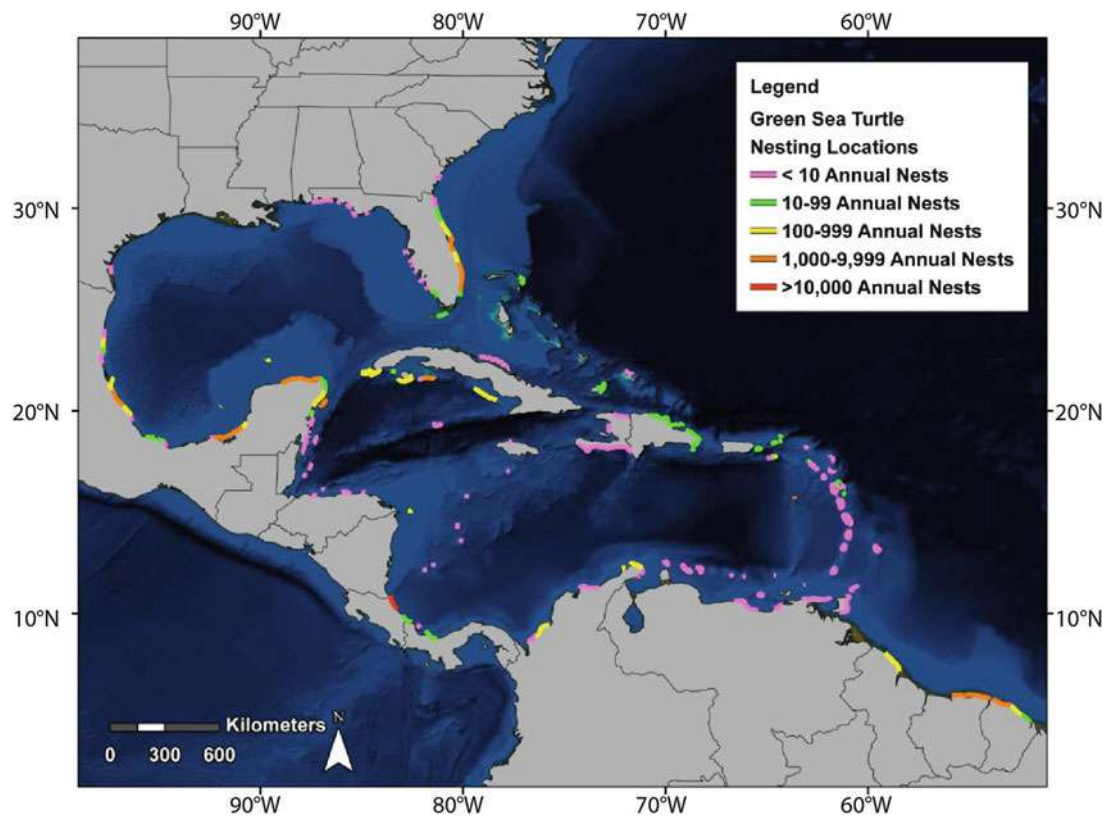 90°W 80°W 70°W 60°W
Legend
Green Sea Turtle
Nesting Locations
< 10 Annual Nests
10-99 Annual Nests
100-999 Annual Nests
1,000-9,999 Annual Nests
>10,000 Annual Nests
30°N 30°N
20°N 20°N
10°N 10°N
Kilometers N
0 300 600
90°W 80°W 70°W 60°W